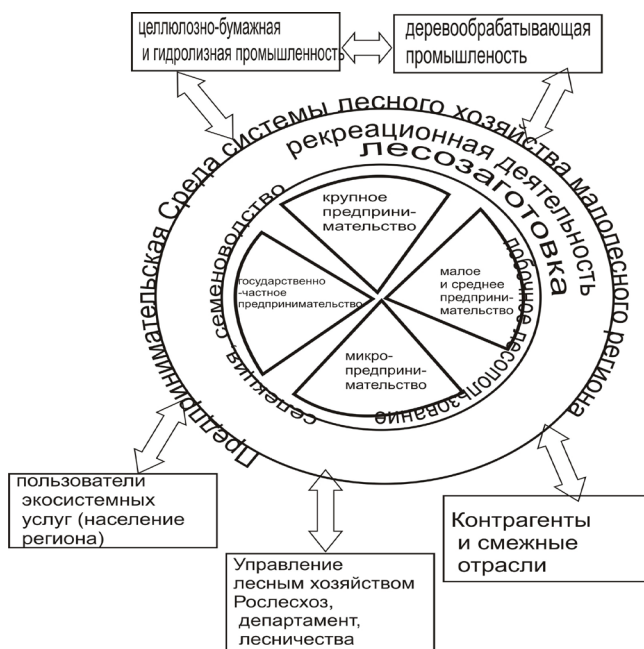 целлюлозно-бумажная
и гидролизная промышленность
деревообрабатывающая
промышленость
Предпринимательская Среда системы лесного хозяйства малолесного региона
рекреационная деятельность
лесозаготовка
селекция, семеноводство
побочное лесопользование
крупное
предприни-
мательство
государственно
-частное
предпринимательство
малое
и среднее
предприни-
мательство
микро-
предприни-
мательство
пользователи
экосистемных
услуг (население
региона)
Управление
лесным хозяйством
Рослесхоз,
департамент,
лесничества
Контрагенты
и смежные
отрасли